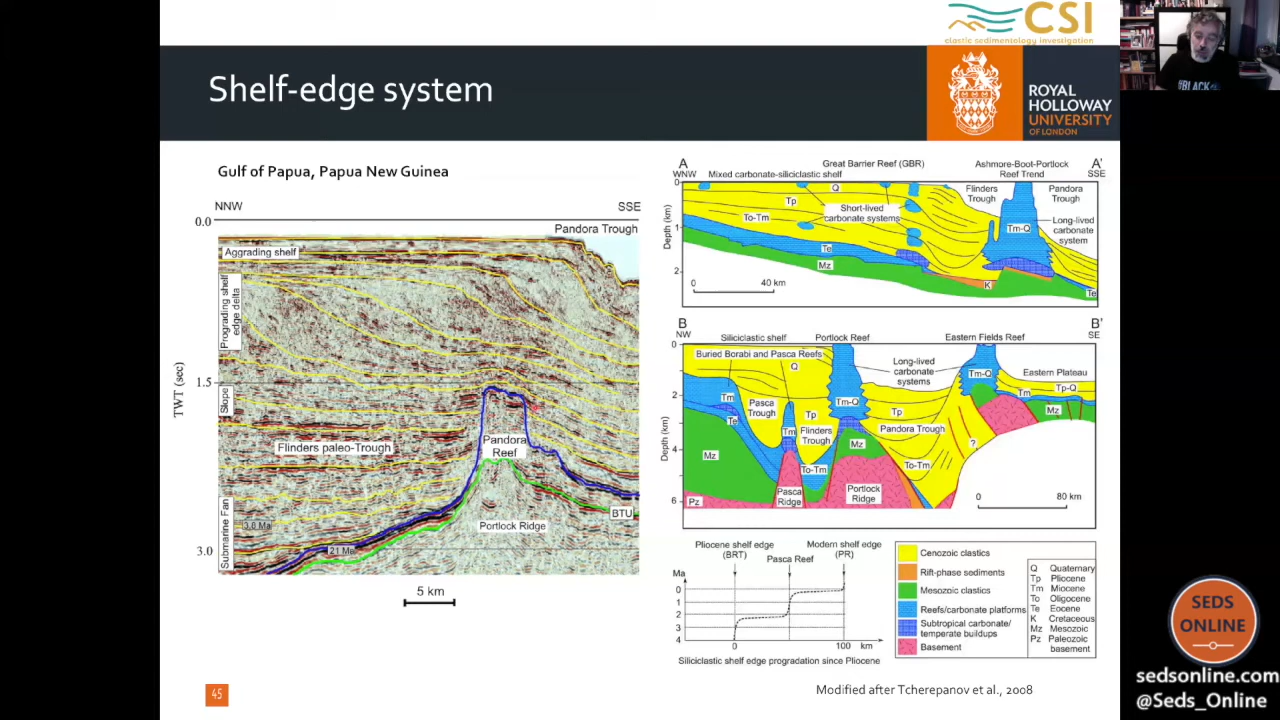 CSI
clastic sedimentology investigation
Shelf-edge system
ROYAL
HOLLOWAY
UNIVERSITY
OF LONDON
BLACK
Gulf of Papua, Papua New Guinea
NNW
SSE
Pandora Trough
0.0
1.5
3.0
TWT (sec)
Aggrading shelf
Prograding shelf
edge delta
Slope
Submarine Fan
Flinders paleo-Trough
Pandora
Reef
Portlock Ridge
BTU
3.8 Ma
21 Ma
5 km
A
WNW
Great Barrier Reef (GBR)
Mixed carbonate-siliciclastic shelf
Ashmore-Boot-Portlock
Reef Trend
A'
SSE
0
1
2
Depth (km)
Q
Tp
To-Tm
Te
Mz
Short-lived
carbonate systems
Flinders
Trough
Pandora
Trough
Tm-Q
Long-lived
carbonate
system
K
Te
0
40 km
B
NW
Siliciclastic shelf
Portlock Reef
Eastern Fields Reef
B'
SE
0
2
4
6
Depth (km)
Buried Borabi and Pasca Reefs
Q
Long-lived
carbonate
systems
Tm-Q
Eastern Plateau
Tp-Q
Tm
Mz
Tm
Te
Pasca
Trough
Tp
Tm
Flinders
Trough
Tm-Q
Tp
Pandora Trough
Mz
To-Tm
To-Tm
?
Mz
Pz
Pasca
Ridge
Portlock
Ridge
0
80 km
Pliocene shelf edge
(BRT)
Modern shelf edge
(PR)
Pasca Reef
Ma
0
1
2
3
4
0
100
km
Siliciclastic shelf edge progradation since Pliocene
Cenozoic clastics
Rift-phase sediments
Mesozoic clastics
Reefs/carbonate platforms
Subtropical carbonate/
temperate buildups
Basement
Q Quaternary
Tp Pliocene
Tm Miocene
To Oligocene
Te Eocene
K Cretaceous
Mz Mesozoic
Pz Paleozoic
basement
45
Modified after Tcherepanov et al., 2008
SEDS
ONLINE
sedsonline.com
@Seds_Online